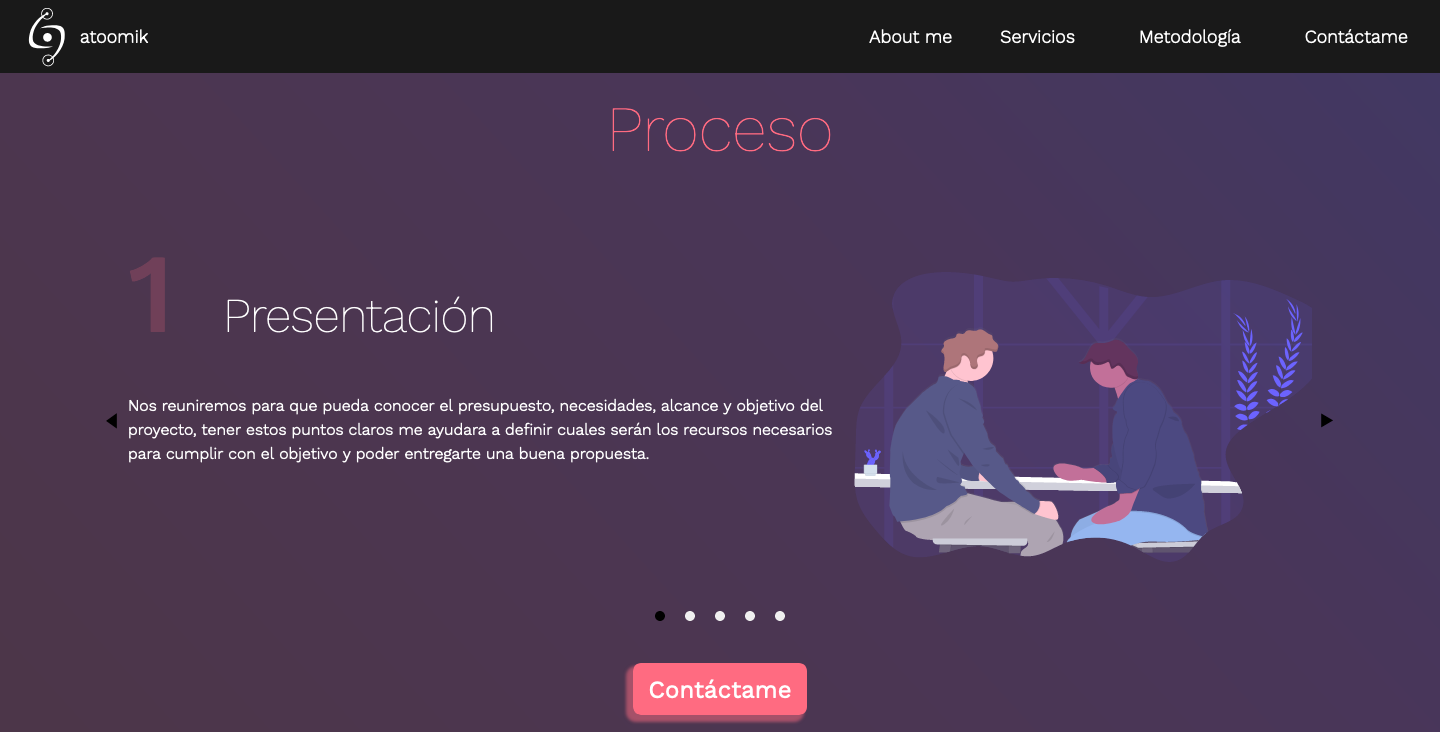 atoomik
About me
Servicios
Metodología
Contáctame
Proceso
1
Presentación
Nos reuniremos para que pueda conocer el presupuesto, necesidades, alcance y objetivo del
proyecto, tener estos puntos claros me ayudara a definir cuales serán los recursos necesarios
para cumplir con el objetivo y poder entregarte una buena propuesta.
Contáctame